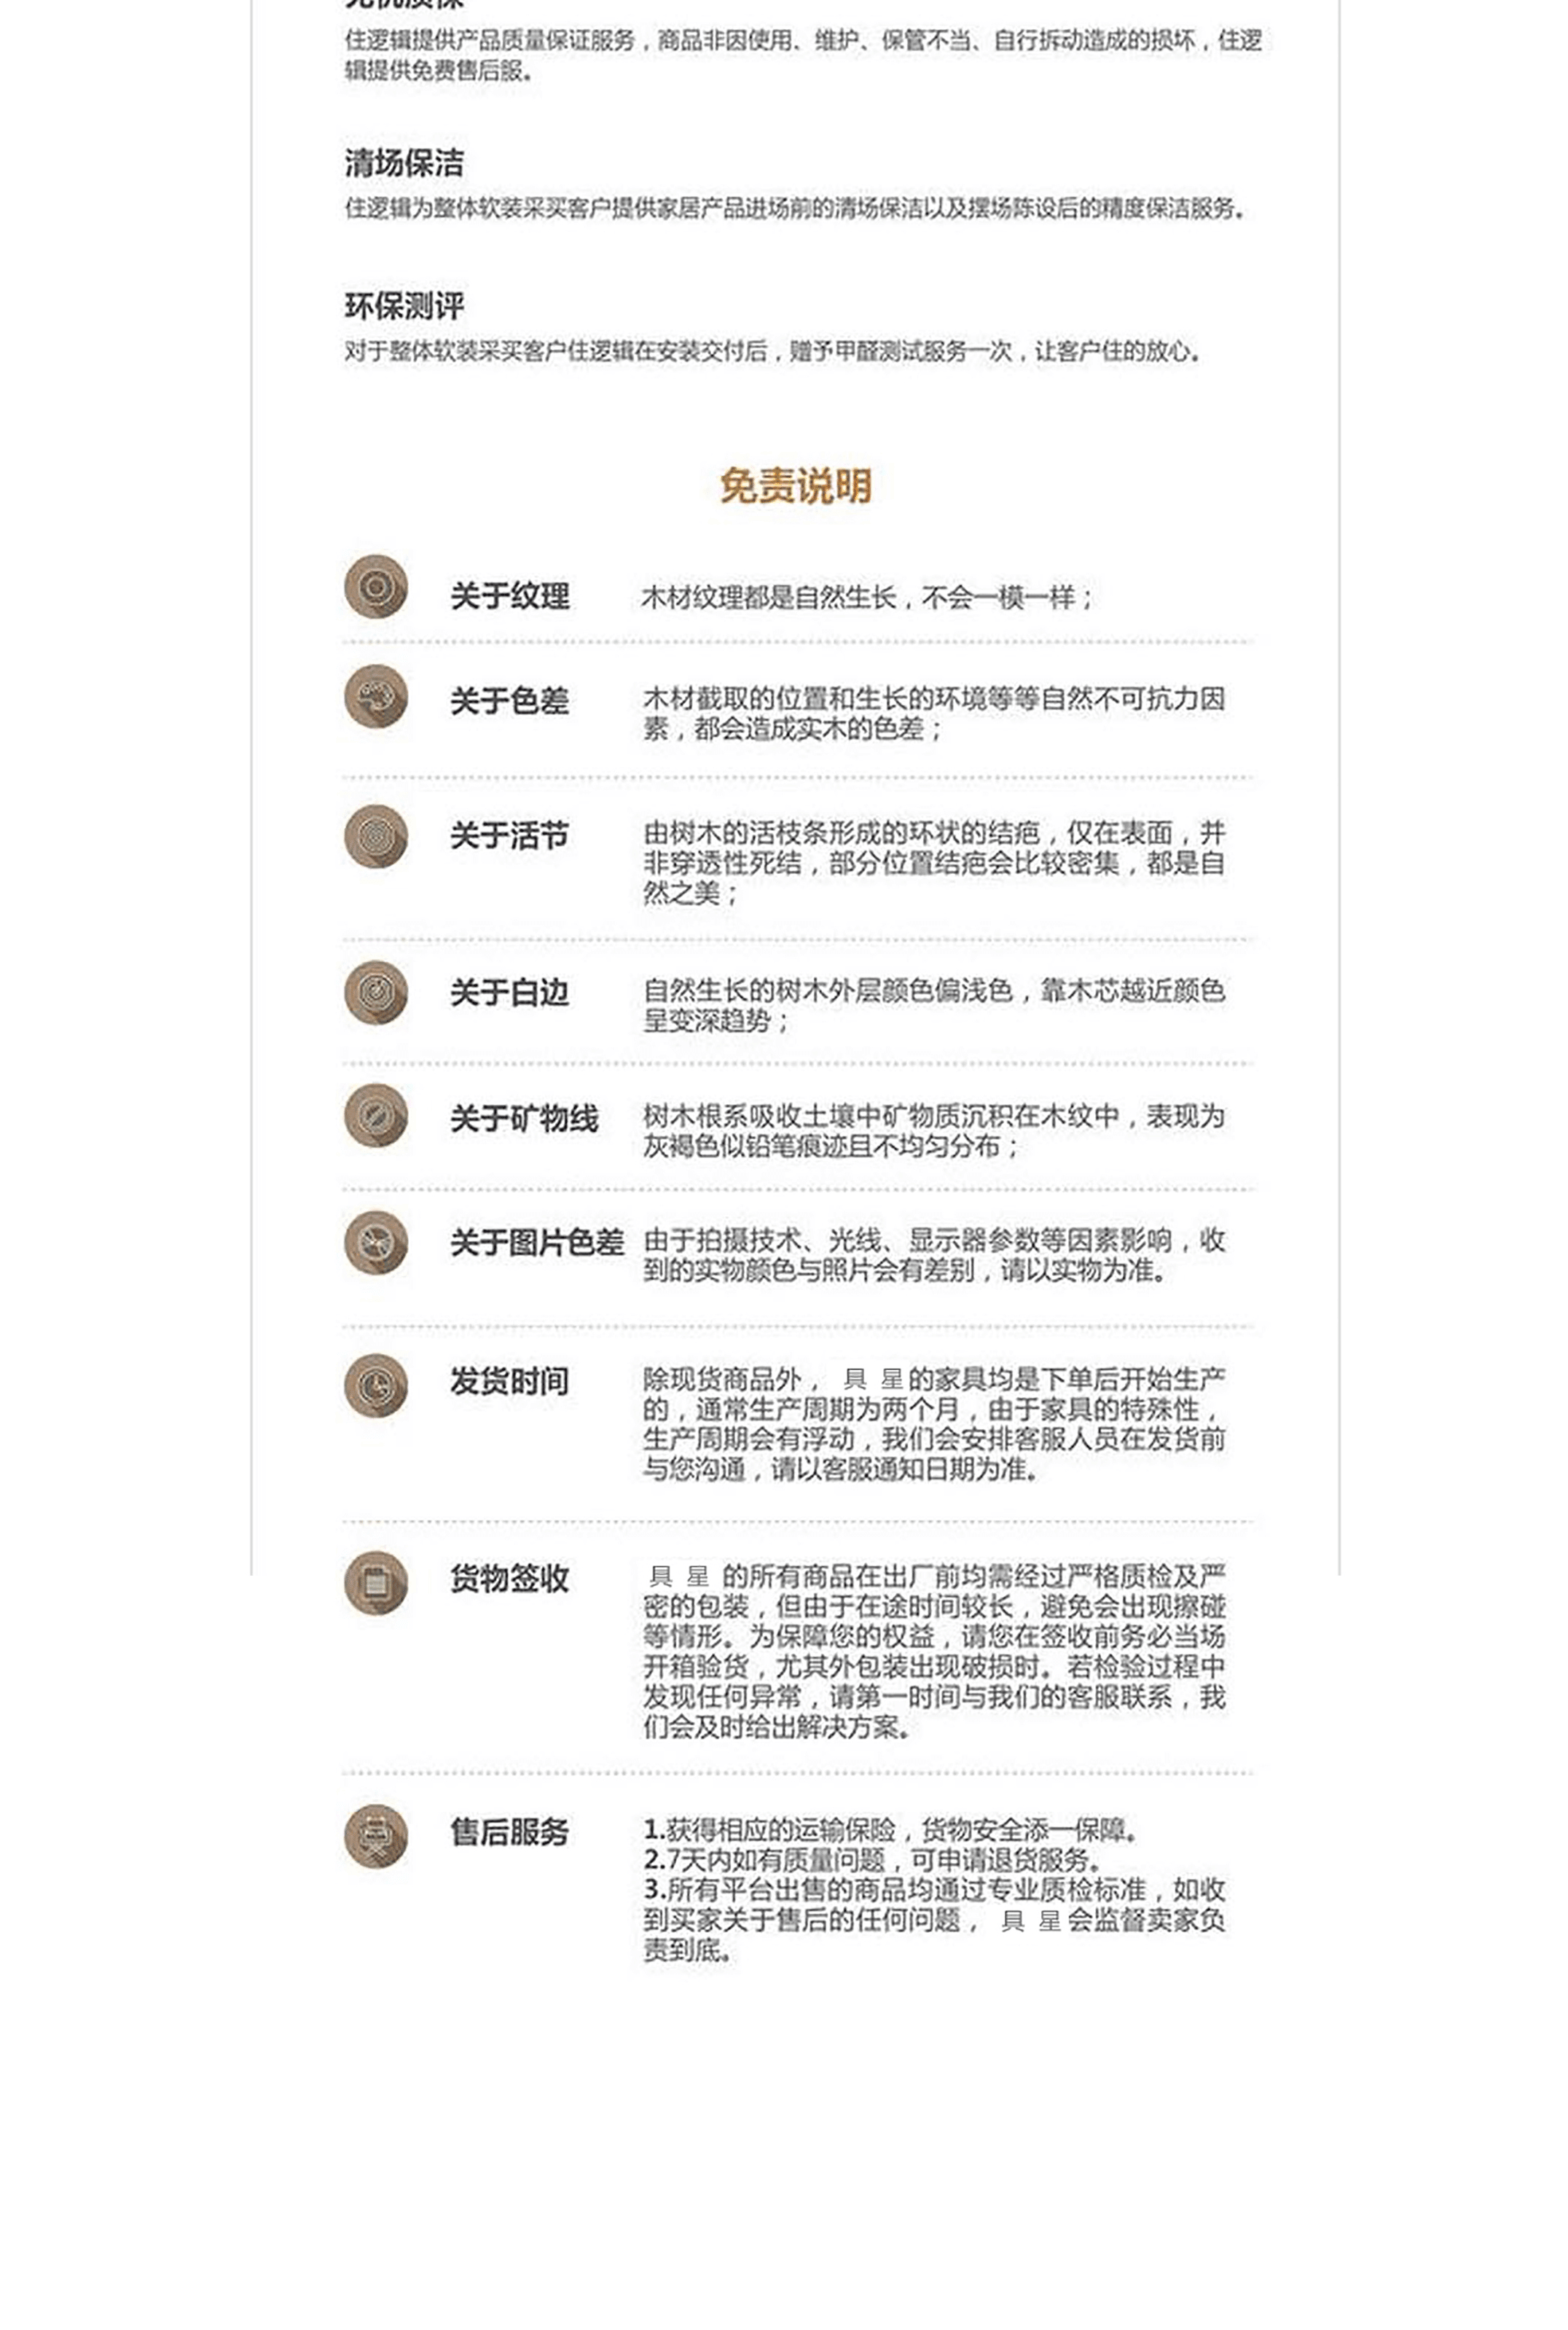 住逻辑提供产品质量保证服务，商品非因使用、维护、保管不当、自行拆动造成的损坏，住逻
辑提供免费售后服。
清场保洁
住逻辑为整体软装采买客户提供家居产品进场前的清场保洁以及摆场陈设后的精度保洁服务。
环保测评
对于整体软装采买客户住逻辑在安装交付后，赠予甲醛测试服务一次，让客户住的放心。
免责说明
关于纹理
木材纹理都是自然生长，不会一模一样；
关于色差
木材截取的位置和生长的环境等等自然不可抗力因
素，都会造成实木的色差；
关于活节
由树木的活枝条形成的环状的结疤，仅在表面，并
非穿透性死结，部分位置结疤会比较密集，都是自
然之美；
关于白边
自然生长的树木外层颜色偏浅色，靠木芯越近颜色
呈变深趋势；
关于矿物线
树木根系吸收土壤中矿物质沉积在木纹中，表现为
灰褐色似铅笔痕迹且不均匀分布；
关于图片色差
由于拍摄技术、光线、显示器参数等因素影响，收
到的实物颜色与照片会有差别，请以实物为准。
发货时间
除现货商品外， 具 星的家具均是下单后开始生产
的，通常生产周期为两个月，由于家具的特殊性，
生产周期会有浮动，我们会安排客服人员在发货前
与您沟通，请以客服通知日期为准。
货物签收
具 星 的所有商品在出厂前均需经过严格质检及严
密的包装，但由于在途时间较长，避免会出现擦碰
等情形。为保障您的权益，请您在签收前务必当场
开箱验货，尤其外包装出现破损时。若检验过程中
发现任何异常，请第一时间与我们的客服联系，我
们会及时给出解决方案。
售后服务
1.获得相应的运输保险，货物安全添一保障。
2.7天内如有质量问题，可申请退货服务。
3.所有平台出售的商品均通过专业质检标准，如收
到买家关于售后的任何问题， 具 星会监督卖家负
责到底。